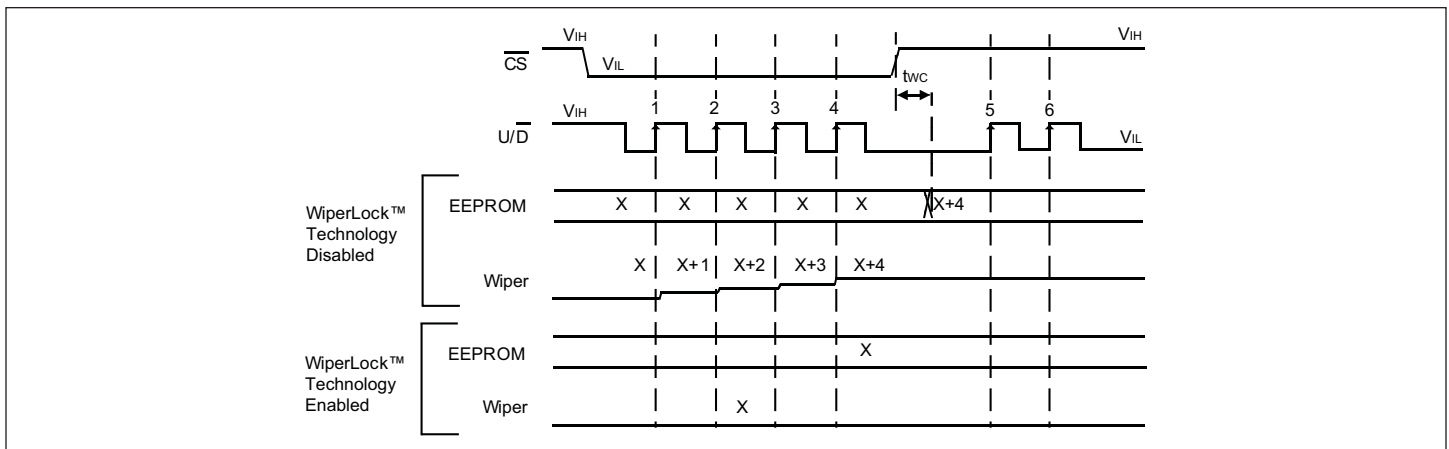 VIH
VIH
CS
VIL
tWC
1 2 3 4 5 6
VIH
U/D
VIL
WiperLock™
Technology
Disabled
EEPROM
X X X X X X+4
Wiper
X X+1 X+2 X+3 X+4
WiperLock™
Technology
Enabled
EEPROM
X
Wiper
X